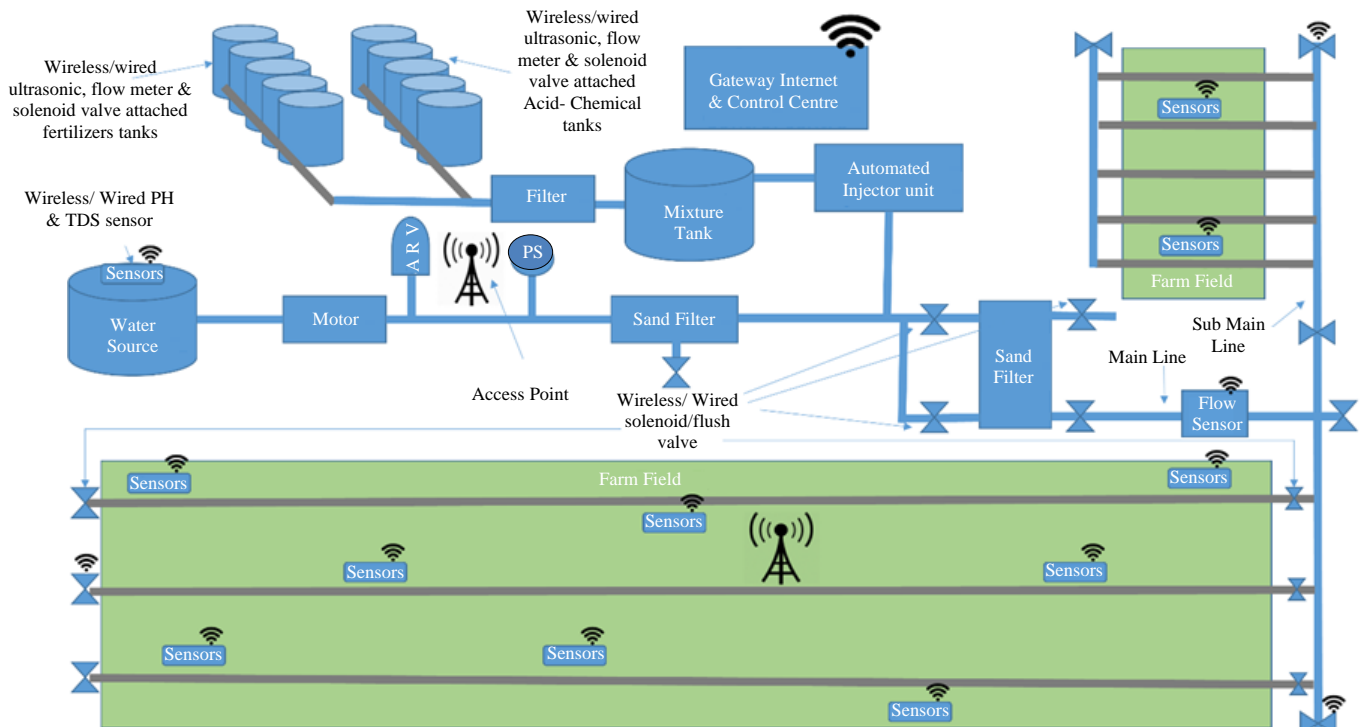 Wireless/wired
ultrasonic, flow meter &
solenoid valve attached
fertilizers tanks
Wireless/wired
ultrasonic, flow
meter & solenoid
valve attached
Acid- Chemical
tanks
Gateway Internet
& Control Centre
Sensors
Sensors
Farm Field
Wireless/ Wired PH
& TDS sensor
Sensors
Water
Source
Motor
A R V
PS
Access Point
Filter
Mixture
Tank
Automated
Injector unit
Sand Filter
Wireless/ Wired
solenoid/flush
valve
Sand
Filter
Main Line
Sub Main
Line
Flow
Sensor
Farm Field
Sensors
Sensors
Sensors
Sensors
Sensors
Sensors
Sensors
Sensors